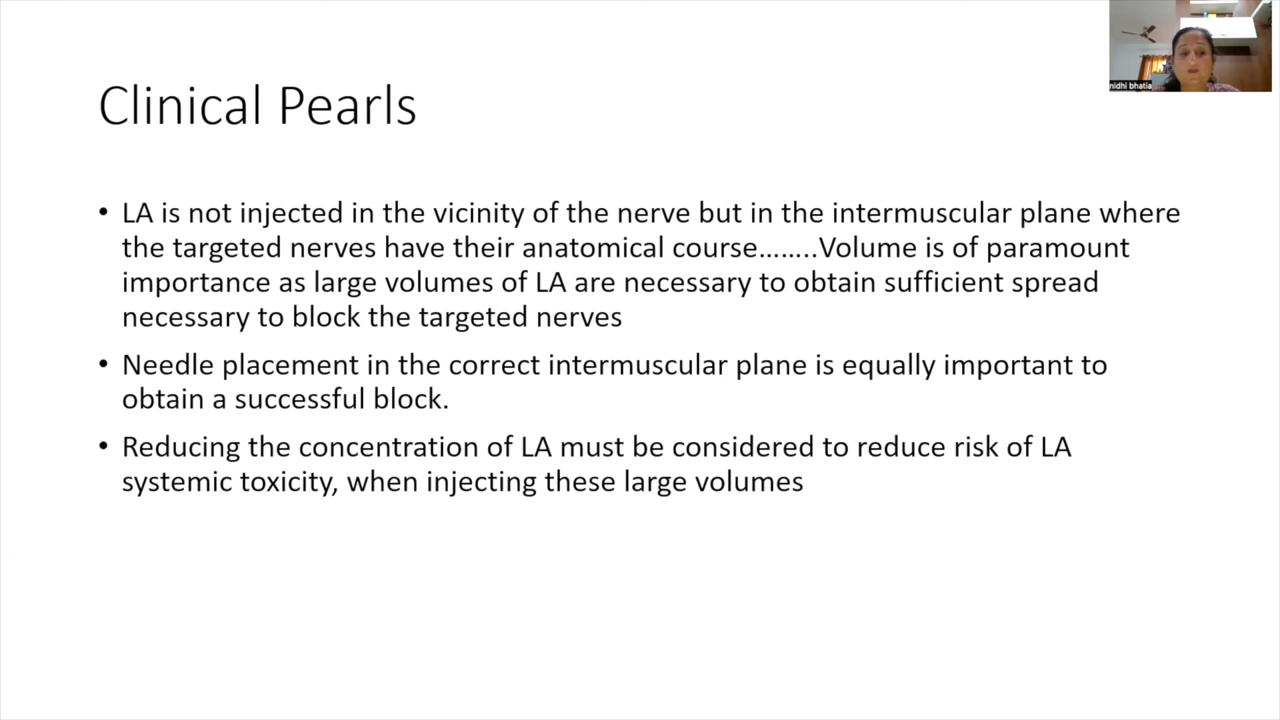 nidhi bhatia
Clinical Pearls
• LA is not injected in the vicinity of the nerve but in the intermuscular plane where
the targeted nerves have their anatomical course……..Volume is of paramount
importance as large volumes of LA are necessary to obtain sufficient spread
necessary to block the targeted nerves
• Needle placement in the correct intermuscular plane is equally important to
obtain a successful block.
• Reducing the concentration of LA must be considered to reduce risk of LA
systemic toxicity, when injecting these large volumes